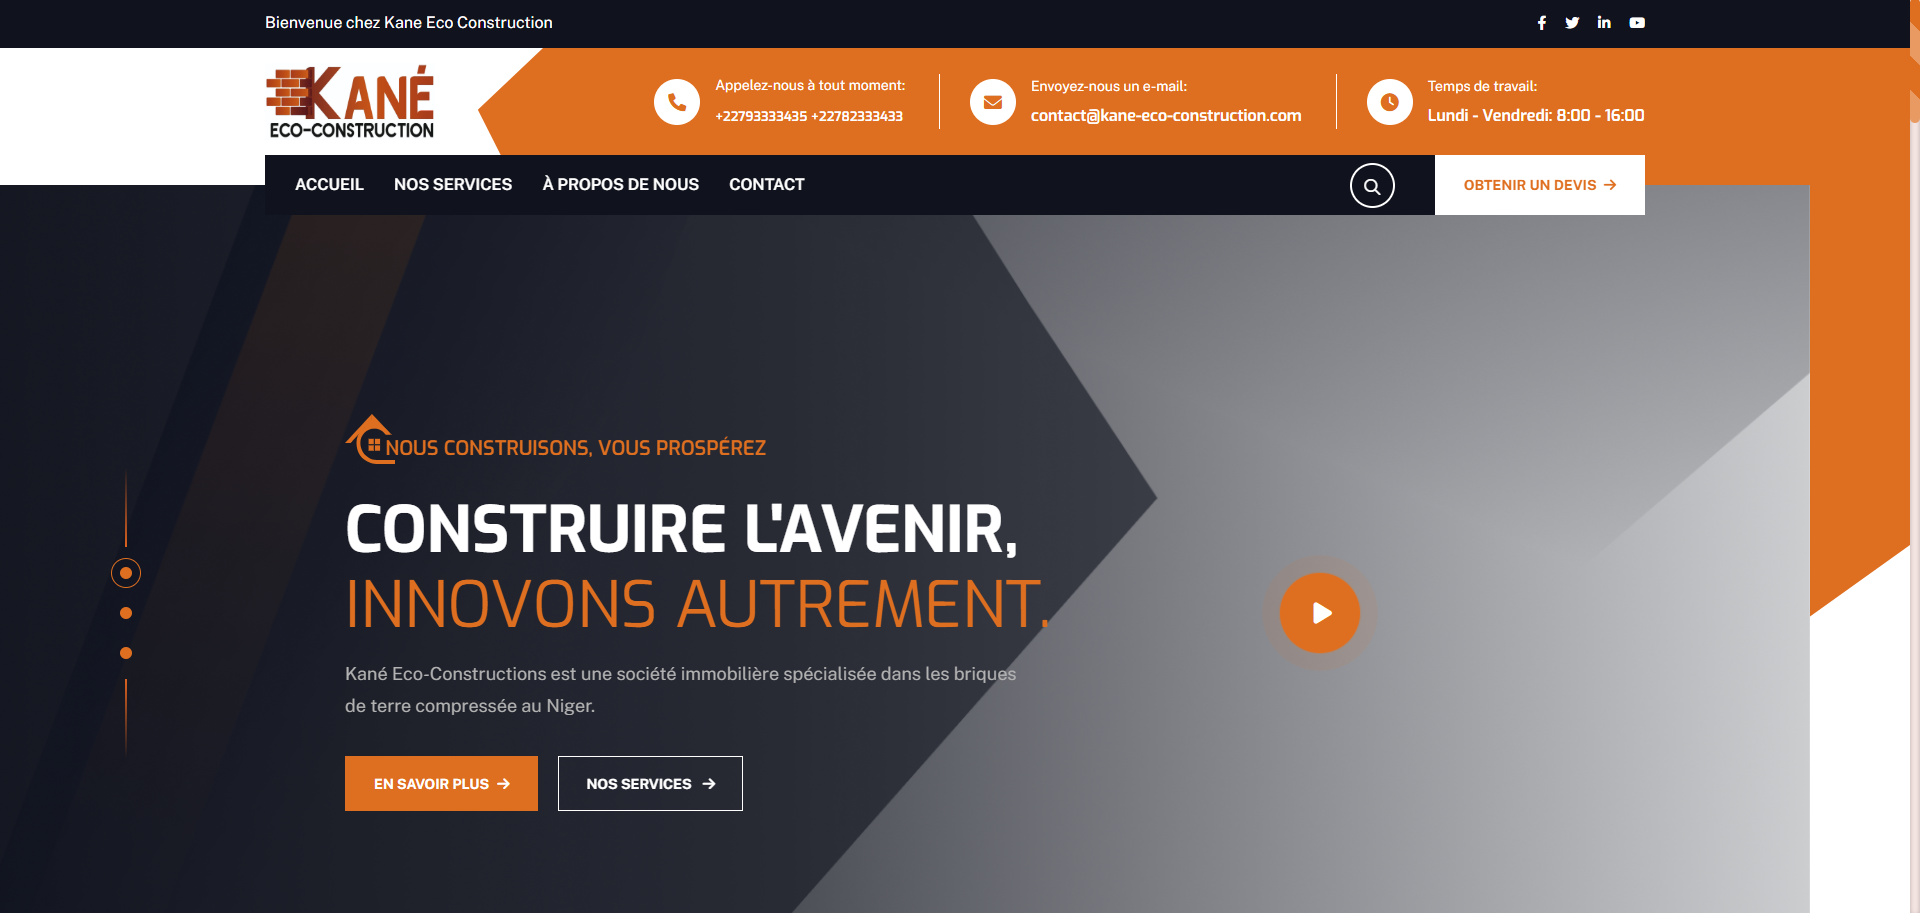 Bienvenue chez Kane Eco Construction
KANÉ
ECO-CONSTRUCTION
Appelez-nous à tout moment:
+22793333435 +22782333433
Envoyez-nous un e-mail:
contact@kane-eco-construction.com
Temps de travail:
Lundi - Vendredi: 8:00 - 16:00
ACCUEIL NOS SERVICES À PROPOS DE NOUS CONTACT
OBTENIR UN DEVIS
NOUS CONSTRUISONS, VOUS PROSPÉREZ
CONSTRUIRE L'AVENIR,
INNOVONS AUTREMENT.
Kané Eco-Constructions est une société immobilière spécialisée dans les briques
de terre compressée au Niger.
EN SAVOIR PLUS
NOS SERVICES